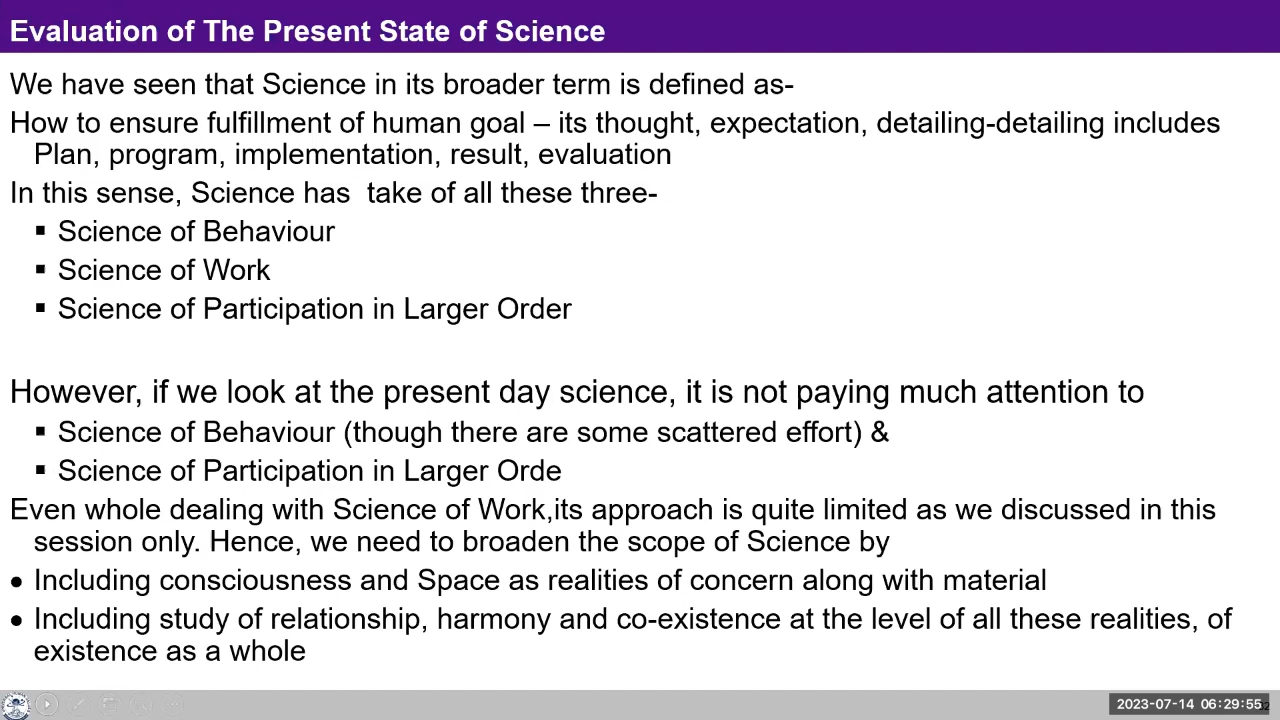 Evaluation of The Present State of Science
We have seen that Science in its broader term is defined as-
How to ensure fulfillment of human goal – its thought, expectation, detailing-detailing includes
Plan, program, implementation, result, evaluation
In this sense, Science has  take of all these three-
▪ Science of Behaviour
▪ Science of Work
▪ Science of Participation in Larger Order
However, if we look at the present day science, it is not paying much attention to
▪ Science of Behaviour (though there are some scattered effort) &
▪ Science of Participation in Larger Orde
Even whole dealing with Science of Work,its approach is quite limited as we discussed in this
session only. Hence, we need to broaden the scope of Science by
• Including consciousness and Space as realities of concern along with material
• Including study of relationship, harmony and co-existence at the level of all these realities, of
existence as a whole
2023-07-14 06:29:55